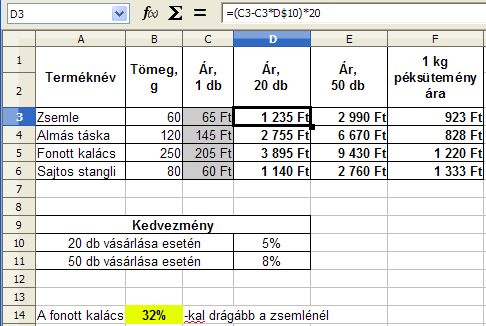 D3 f(x) Σ = =(C3-C3*D$10)*20
A B C D E F
1 2 Terméknév Tömeg, g Ár, 1 db Ár, 20 db Ár, 50 db 1 kg péksütemény ára
3 Zsemle 60 65 Ft 1 235 Ft 2 990 Ft 923 Ft
4 Almás táska 120 145 Ft 2 755 Ft 6 670 Ft 828 Ft
5 Fonott kalács 250 205 Ft 3 895 Ft 9 430 Ft 1 220 Ft
6 Sajtos stangli 80 60 Ft 1 140 Ft 2 760 Ft 1 333 Ft
7
8
9 Kedvezmény
10 20 db vásárlása esetén 5%
11 50 db vásárlása esetén 8%
12
13
14 A fonott kalács 32% -kal drágább a zsemlénél